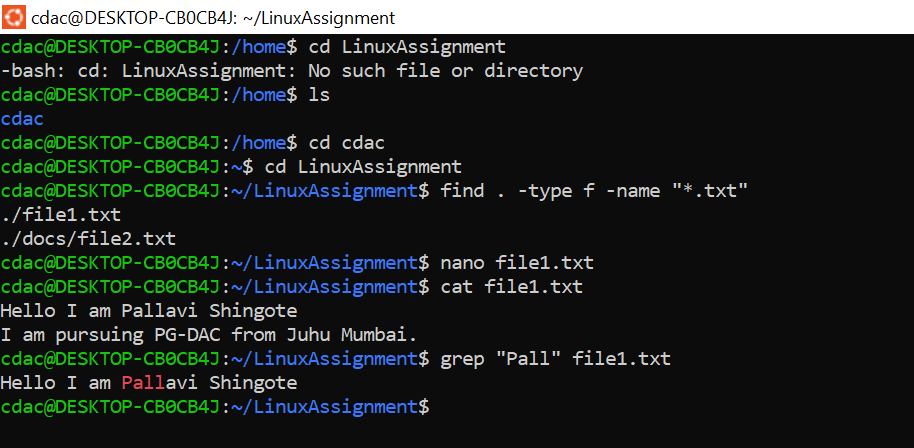 cdac@DESKTOP-CB0CB4J: ~/LinuxAssignment
cdac@DESKTOP-CB0CB4J:/home$ cd LinuxAssignment
-bash: cd: LinuxAssignment: No such file or directory
cdac@DESKTOP-CB0CB4J:/home$ ls
cdac
cdac@DESKTOP-CB0CB4J:/home$ cd cdac
cdac@DESKTOP-CB0CB4J:~$ cd LinuxAssignment
cdac@DESKTOP-CB0CB4J:~/LinuxAssignment$ find . -type f -name "*.txt"
./file1.txt
./docs/file2.txt
cdac@DESKTOP-CB0CB4J:~/LinuxAssignment$ nano file1.txt
cdac@DESKTOP-CB0CB4J:~/LinuxAssignment$ cat file1.txt
Hello I am Pallavi Shingote
I am pursuing PG-DAC from Juhu Mumbai.
cdac@DESKTOP-CB0CB4J:~/LinuxAssignment$ grep "Pall" file1.txt
Hello I am Pallavi Shingote
cdac@DESKTOP-CB0CB4J:~/LinuxAssignment$